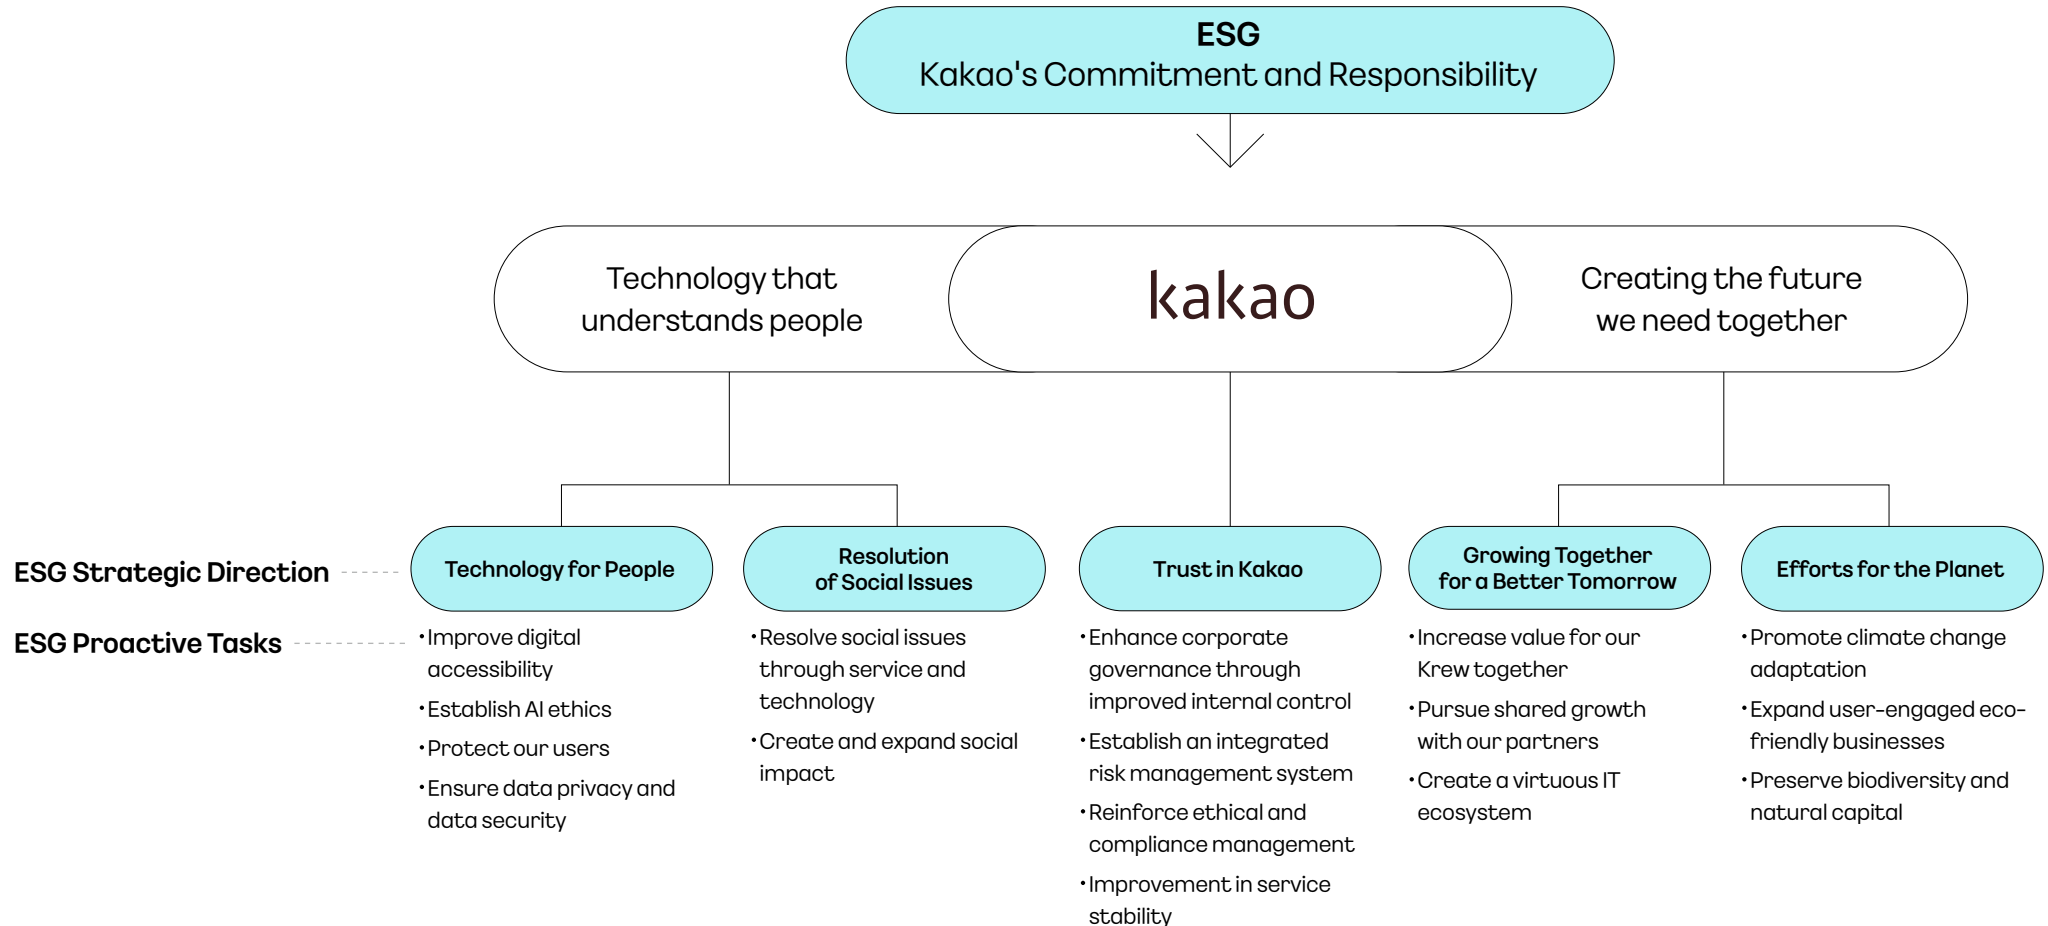 ESG
Kakao's Commitment and Responsibility
Technology that
understands people
kakao
Creating the future
we need together
ESG Strategic Direction
Technology for People
Resolution
of Social Issues
Trust in Kakao
Growing Together
for a Better Tomorrow
Efforts for the Planet
ESG Proactive Tasks
·Improve digital
accessibility
·Establish AI ethics
·Protect our users
·Ensure data privacy and
data security
·Resolve social issues
through service and
technology
·Create and expand social
impact
·Enhance corporate
governance through
improved internal control
·Establish an integrated
risk management system
·Reinforce ethical and
compliance management
·Improvement in service
stability
·Increase value for our
Krew together
·Pursue shared growth
with our partners
·Create a virtuous IT
ecosystem
·Promote climate change
adaptation
·Expand user-engaged eco-
friendly businesses
·Preserve biodiversity and
natural capital